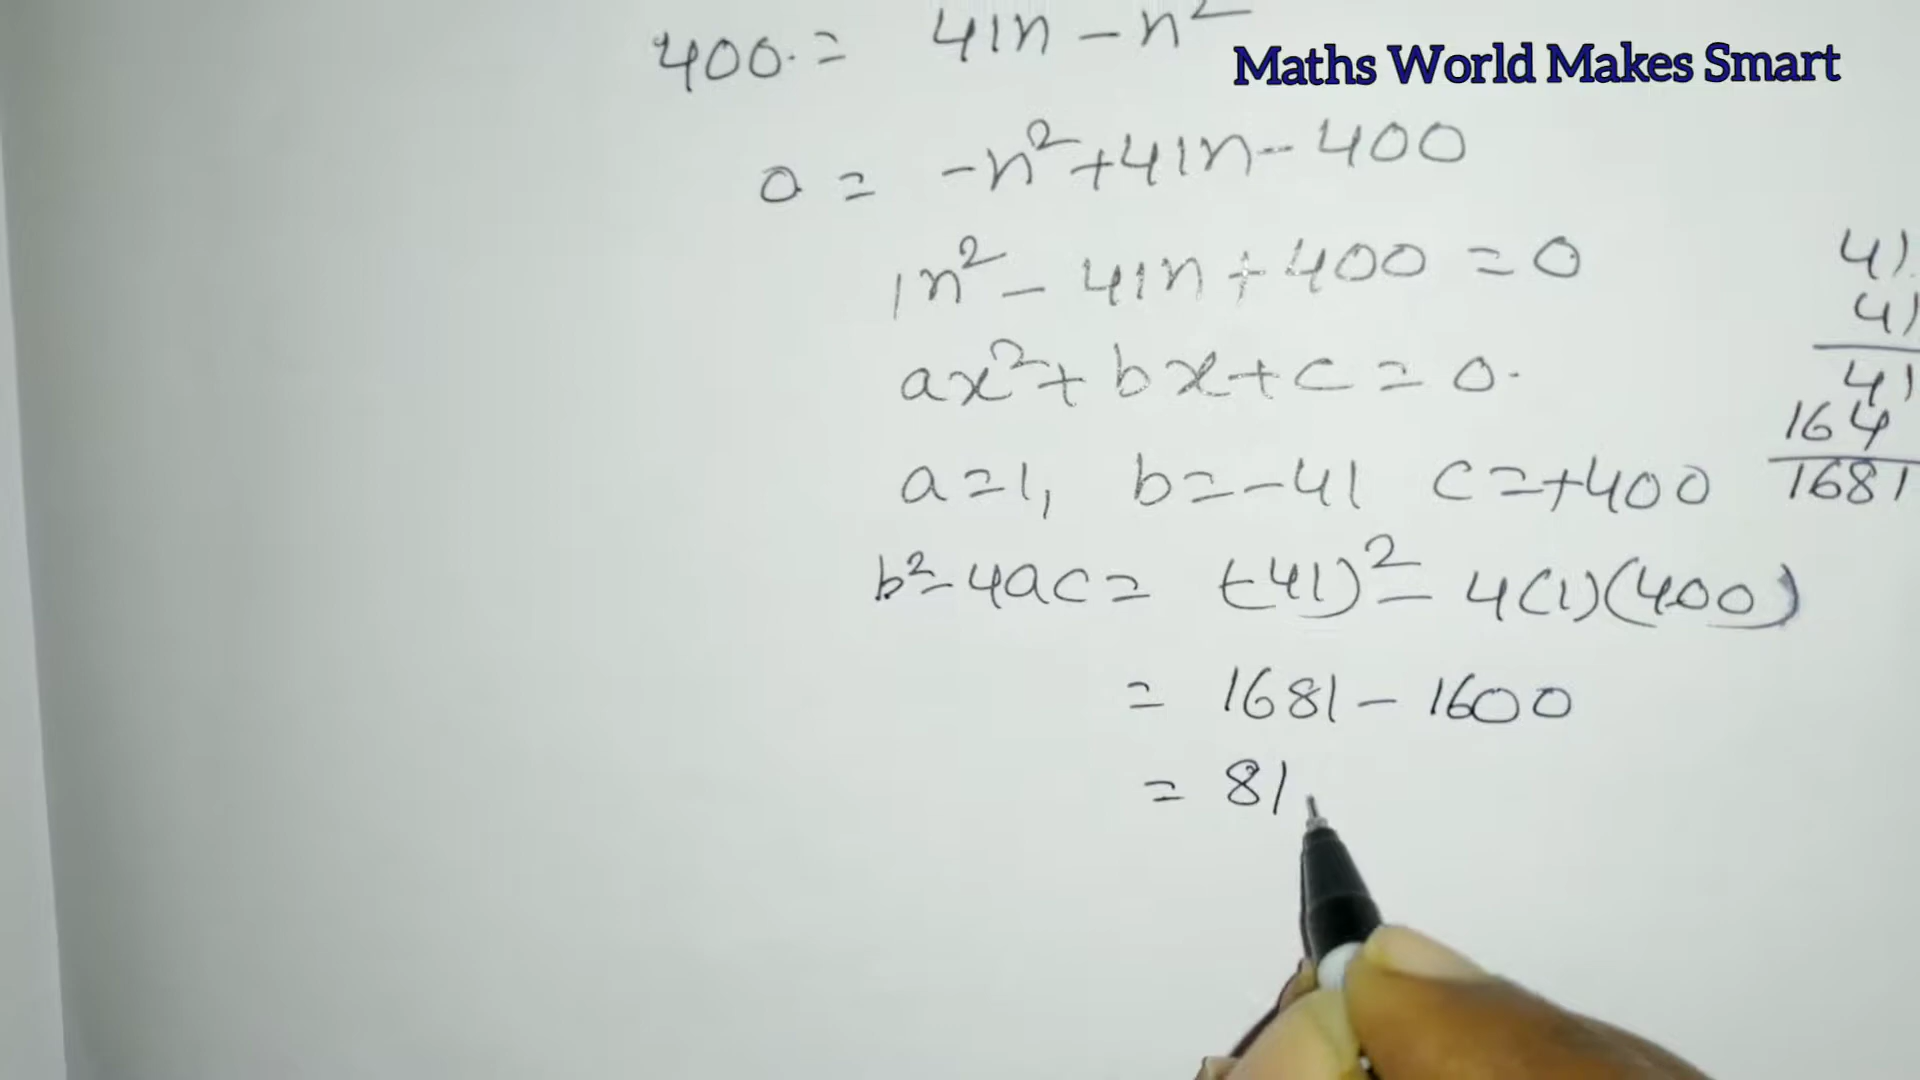 400. = 41n - n²
Maths World Makes Smart
0 = -n² + 41n - 400
1n² - 41n + 400 = 0
ax² + bx + c = 0.
a = 1, b = -41 c = +400
b² - 4ac = (-41)² - 4(1)(400)
= 1681 - 1600
= 81
41
41
41
164
1681